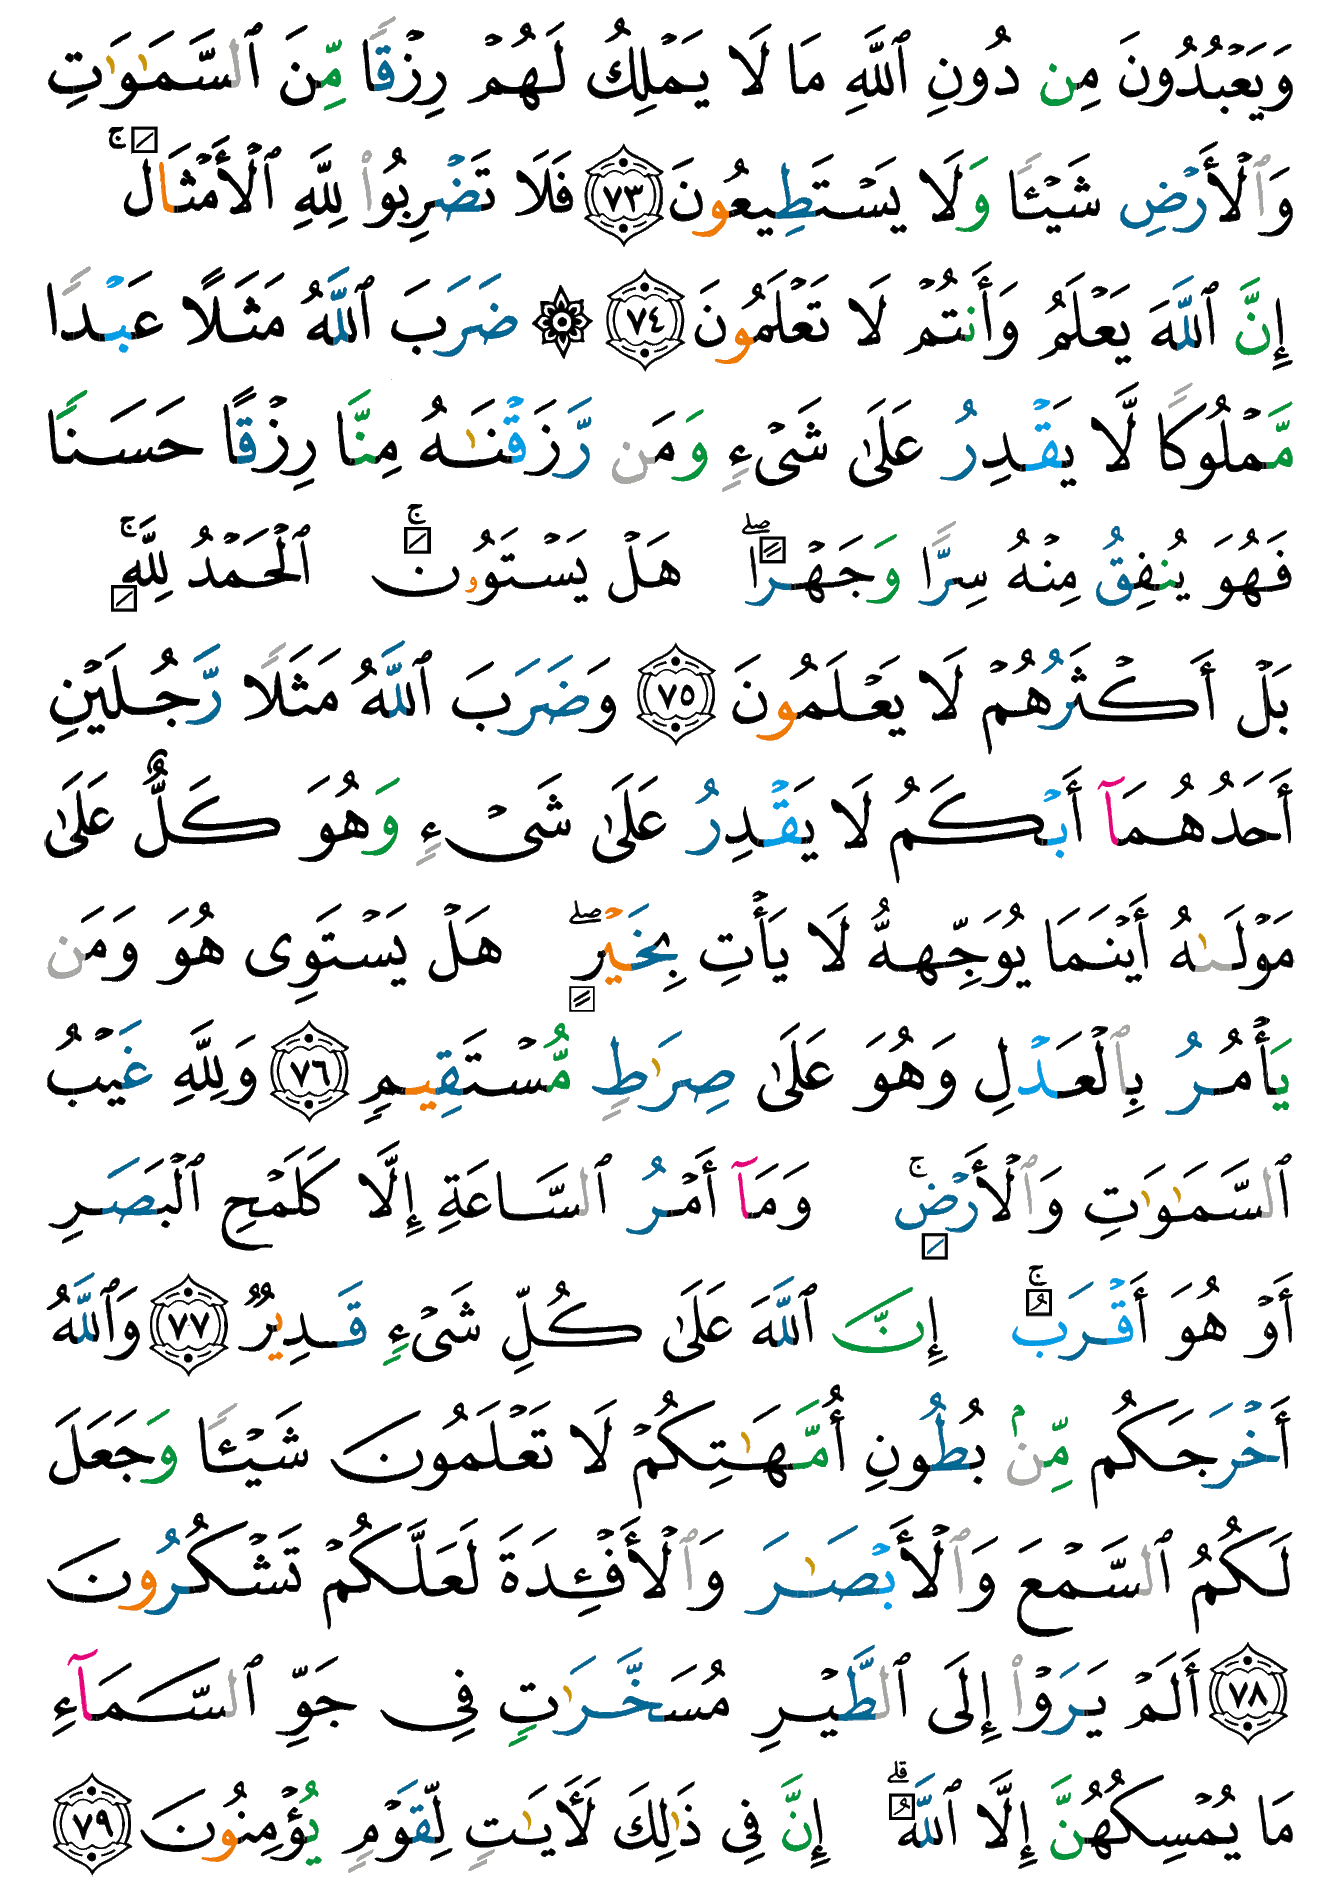 وَيَعْبُدُونَ مِن دُونِ ٱللَّهِ مَا لَا يَمْلِكُ لَهُمْ رِزْقًا مِّنَ ٱلسَّمَـٰوَٰتِ
وَٱلْأَرْضِ شَيْـًٔا وَلَا يَسْتَطِيعُونَ ٧٣ فَلَا تَضْرِبُوا۟ لِلَّهِ ٱلْأَمْثَالَ ۚ
إِنَّ ٱللَّهَ يَعْلَمُ وَأَنتُمْ لَا تَعْلَمُونَ ٧٤ ۞ ضَرَبَ ٱللَّهُ مَثَلًا عَبْدًا
مَّمْلُوكًا لَّا يَقْدِرُ عَلَىٰ شَىْءٍ وَمَن رَّزَقْنَـٰهُ مِنَّا رِزْقًا حَسَنًا
فَهُوَ يُنفِقُ مِنْهُ سِرًّا وَجَهْرًا ۖ هَلْ يَسْتَوُونَ ۚ ٱلْحَمْدُ لِلَّهِ ۚ
بَلْ أَكْثَرُهُمْ لَا يَعْلَمُونَ ٧٥ وَضَرَبَ ٱللَّهُ مَثَلًا رَّجُلَيْنِ
أَحَدُهُمَآ أَبْكَمُ لَا يَقْدِرُ عَلَىٰ شَىْءٍ وَهُوَ كَلٌّ عَلَىٰ
مَوْلَىٰهُ أَيْنَمَا يُوَجِّههُّ لَا يَأْتِ بِخَيْرٍ ۖ هَلْ يَسْتَوِى هُوَ وَمَن
يَأْمُرُ بِٱلْعَدْلِ وَهُوَ عَلَىٰ صِرَٰطٍ مُّسْتَقِيمٍ ٧٦ وَلِلَّهِ غَيْبُ
ٱلسَّمَـٰوَٰتِ وَٱلْأَرْضِ ۚ وَمَآ أَمْرُ ٱلسَّاعَةِ إِلَّا كَلَمْحِ ٱلْبَصَرِ
أَوْ هُوَ أَقْرَبُ ۚ إِنَّ ٱللَّهَ عَلَىٰ كُلِّ شَىْءٍ قَدِيرٌ ٧٧ وَٱللَّهُ
أَخْرَجَكُم مِّنۢ بُطُونِ أُمَّهَـٰتِكُمْ لَا تَعْلَمُونَ شَيْـًٔا وَجَعَلَ
لَكُمُ ٱلسَّمْعَ وَٱلْأَبْصَـٰرَ وَٱلْأَفْـِٔدَةَ لَعَلَّكُمْ تَشْكُرُونَ
٧٨ أَلَمْ يَرَوْا۟ إِلَى ٱلطَّيْرِ مُسَخَّرَٰتٍ فِى جَوِّ ٱلسَّمَآءِ
مَا يُمْسِكُهُنَّ إِلَّا ٱللَّهُ ۗ إِنَّ فِى ذَٰلِكَ لَـَٔايَـٰتٍ لِّقَوْمٍ يُؤْمِنُونَ ٧٩